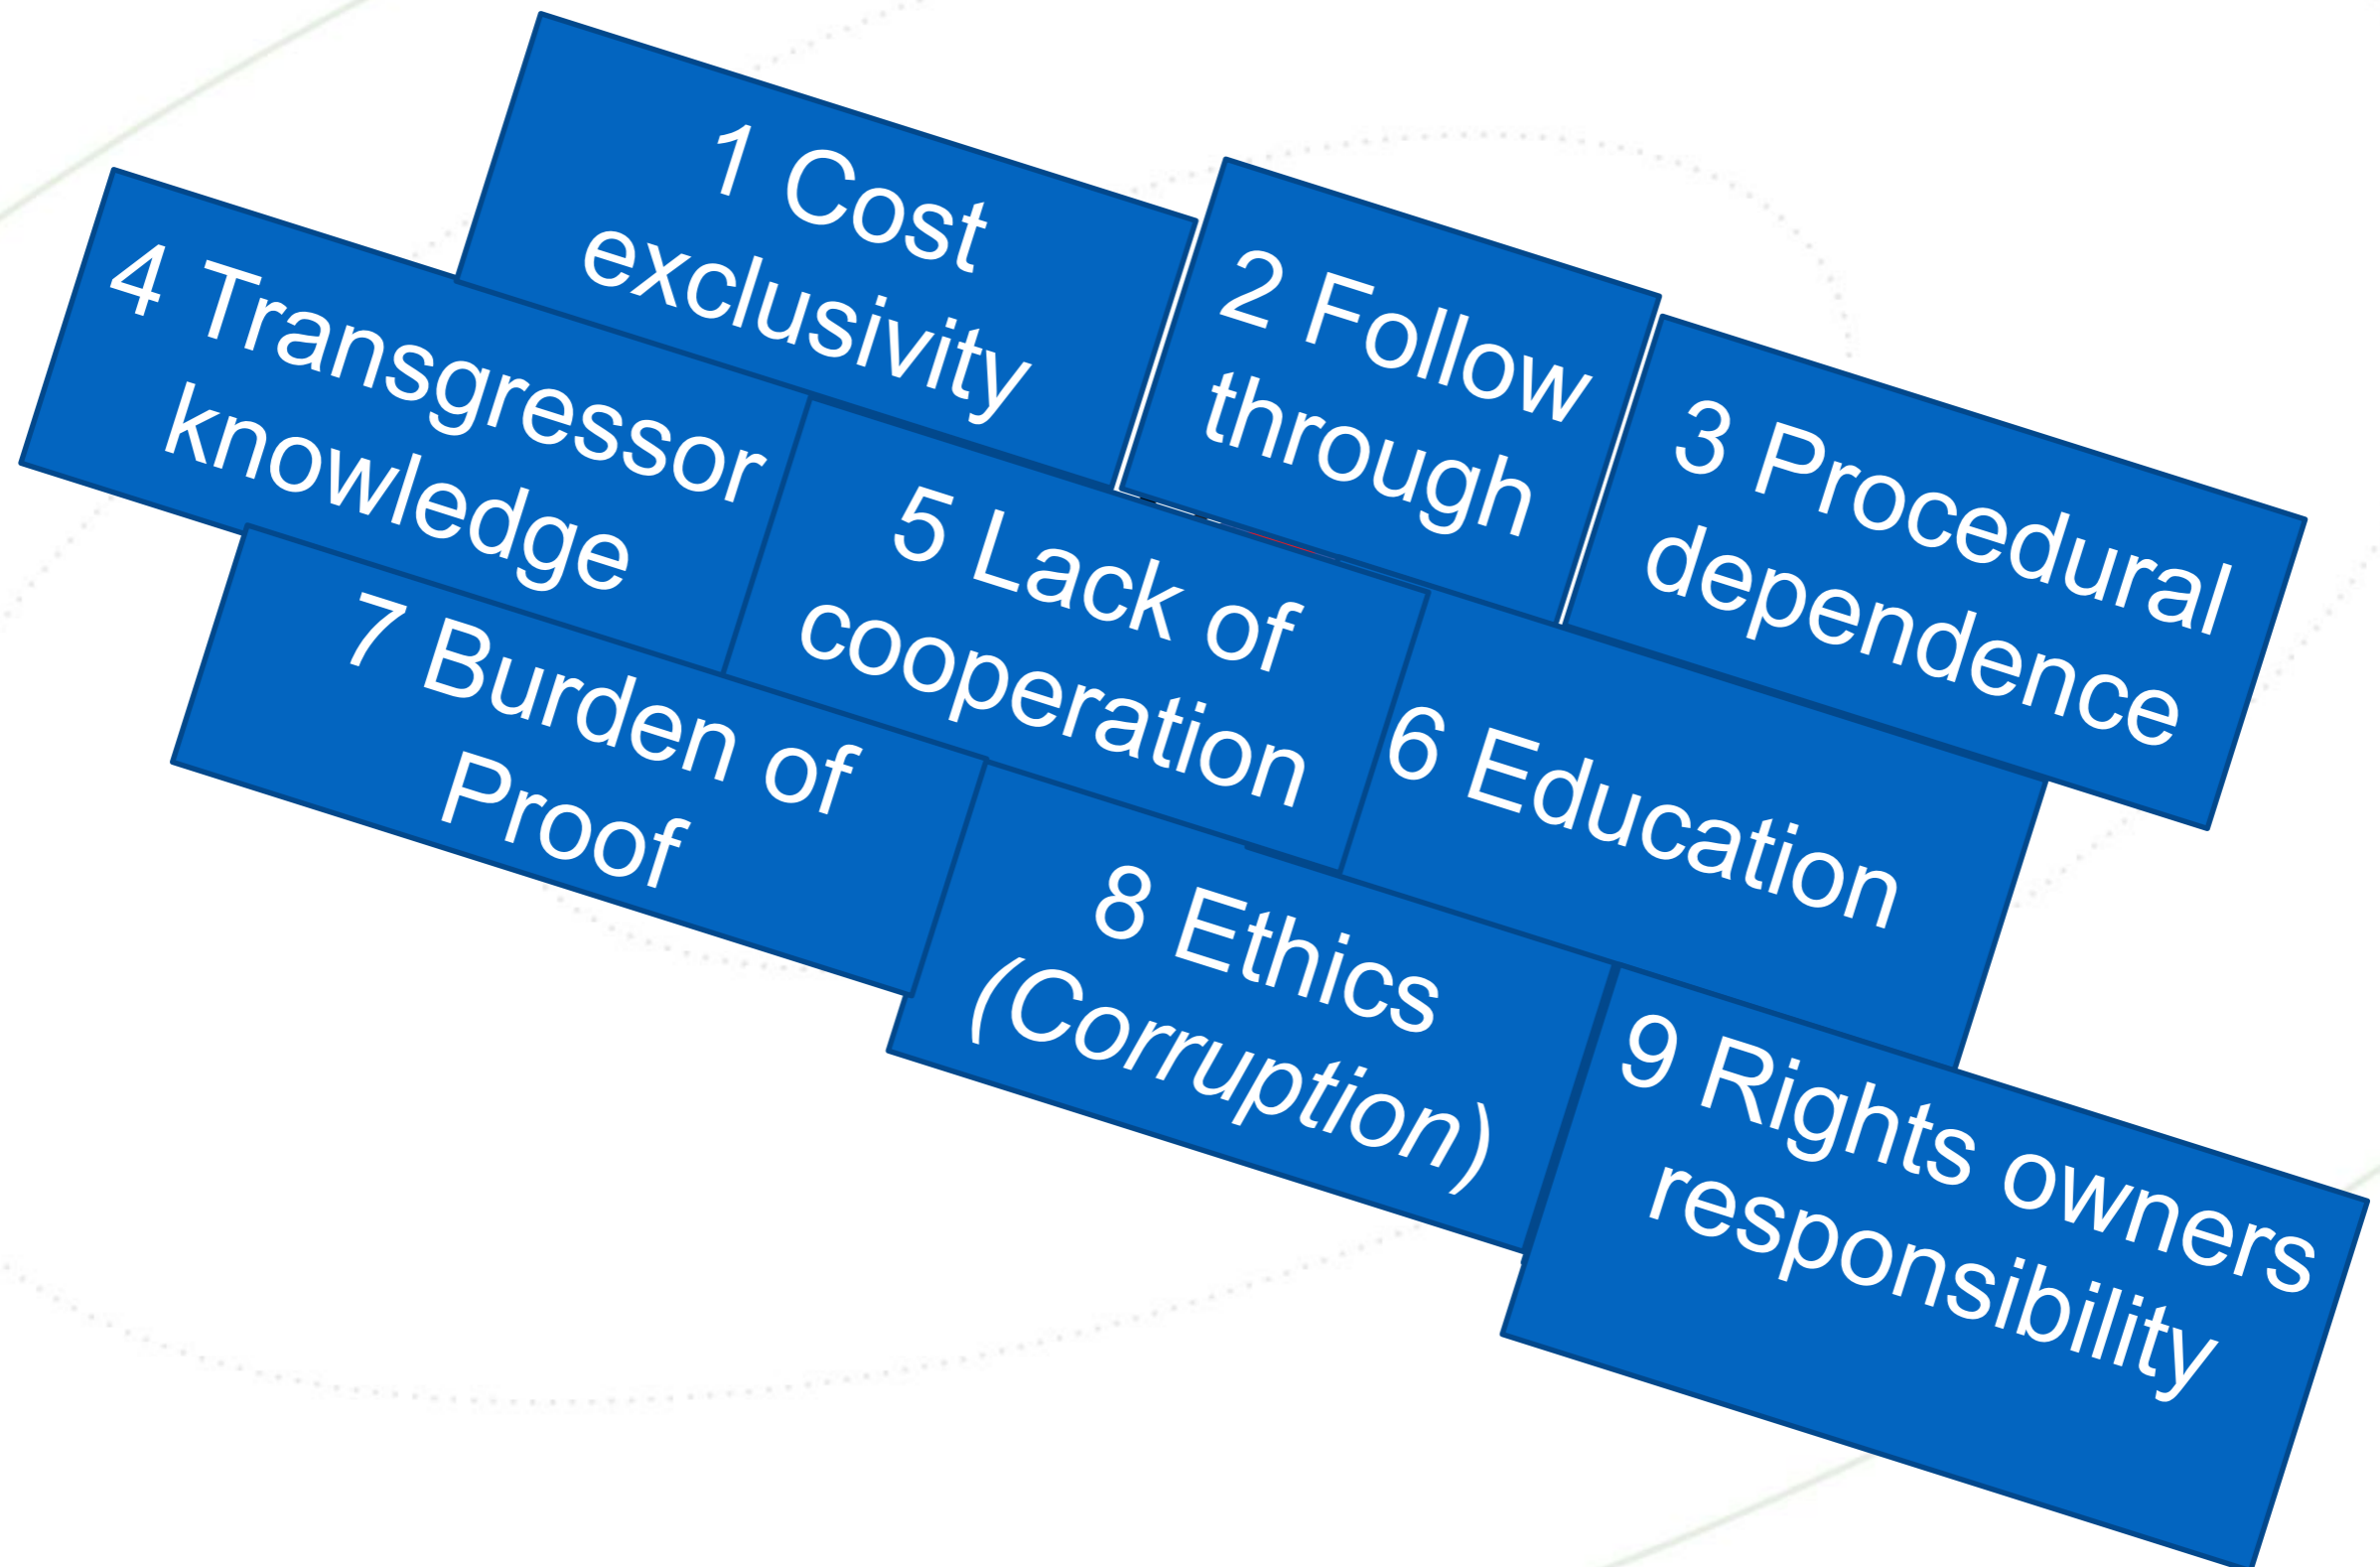 1 Cost
exclusivity
2 Follow
through
3 Procedural
dependence
4 Transgressor
knowledge
5 Lack of
cooperation
6 Education
7 Burden of
Proof
8 Ethics
(Corruption)
9 Rights owners
responsibility